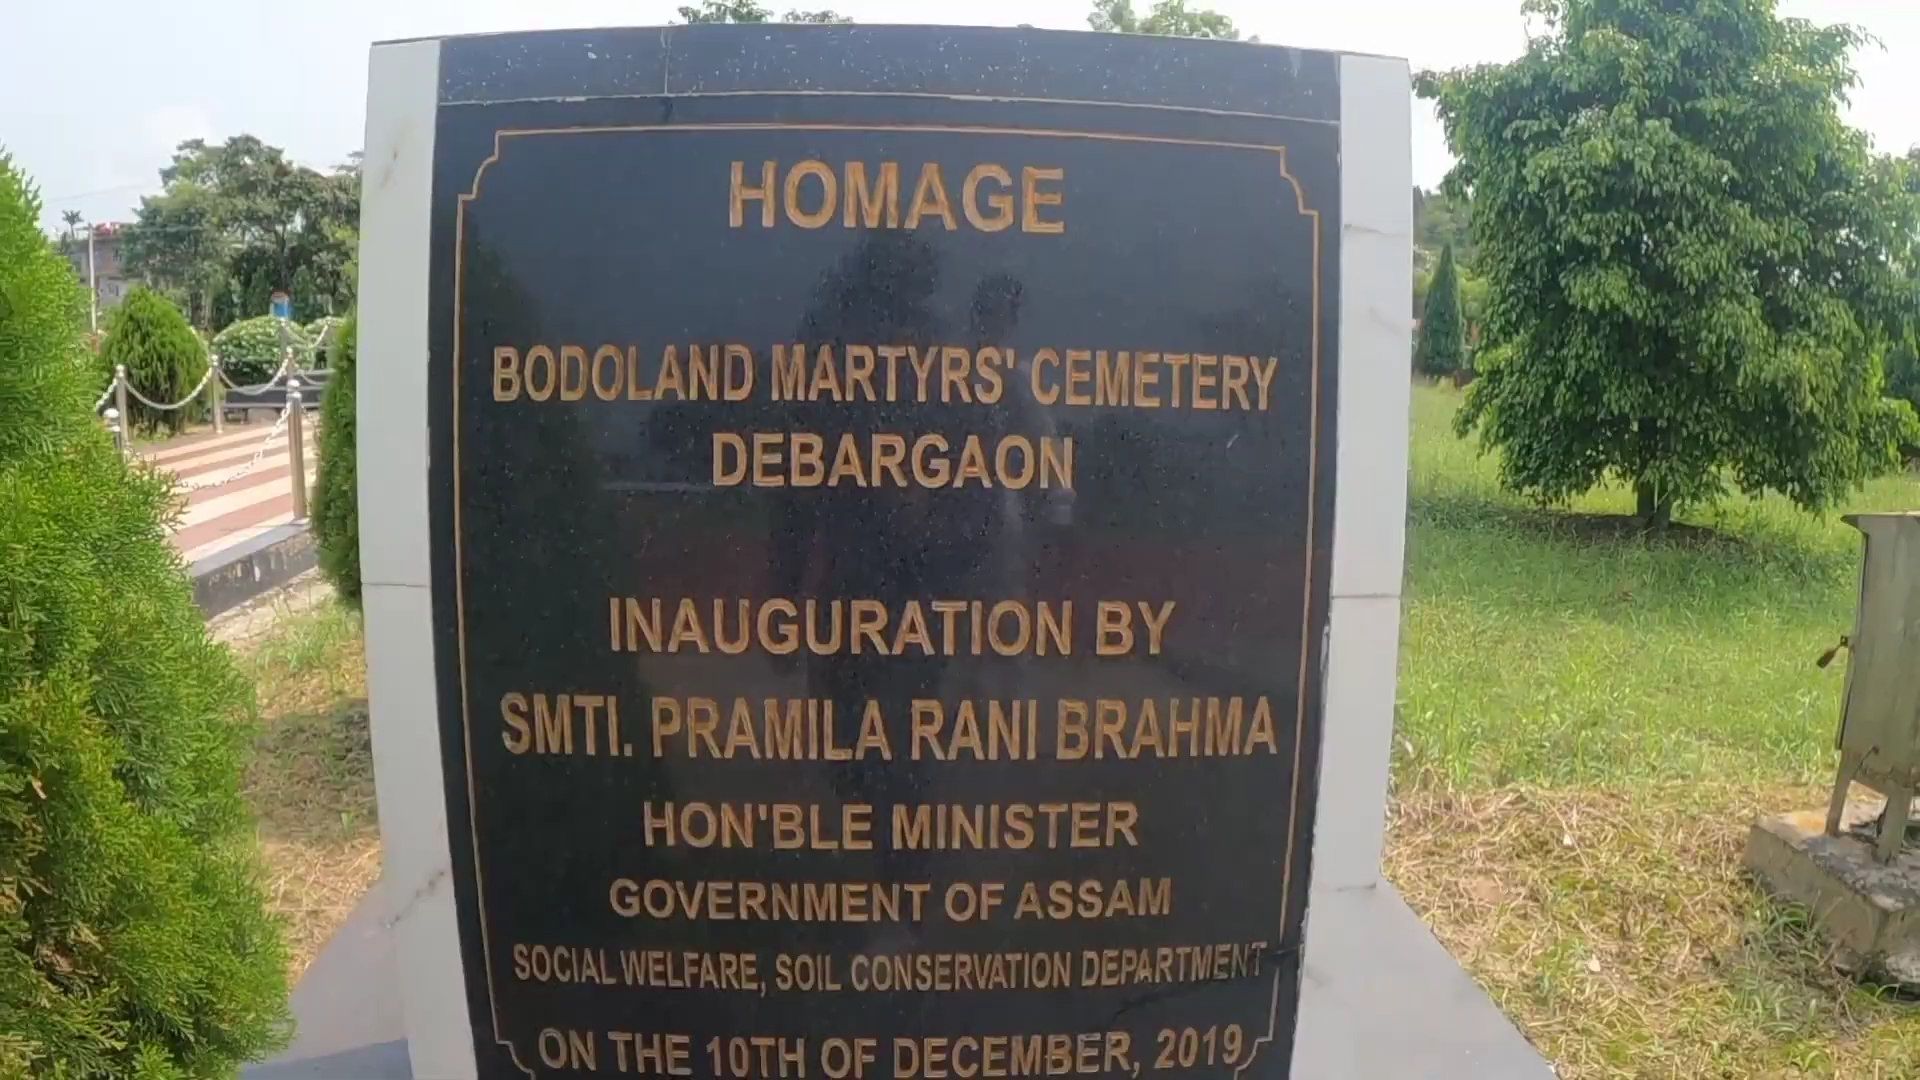 HOMAGE
BODOLAND MARTYRS' CEMETERY
DEBARGAON
INAUGURATION BY
SMTI. PRAMILA RANI BRAHMA
HON'BLE MINISTER
GOVERNMENT OF ASSAM
SOCIAL WELFARE, SOIL CONSERVATION DEPARTMENT
ON THE 10TH OF DECEMBER, 2019